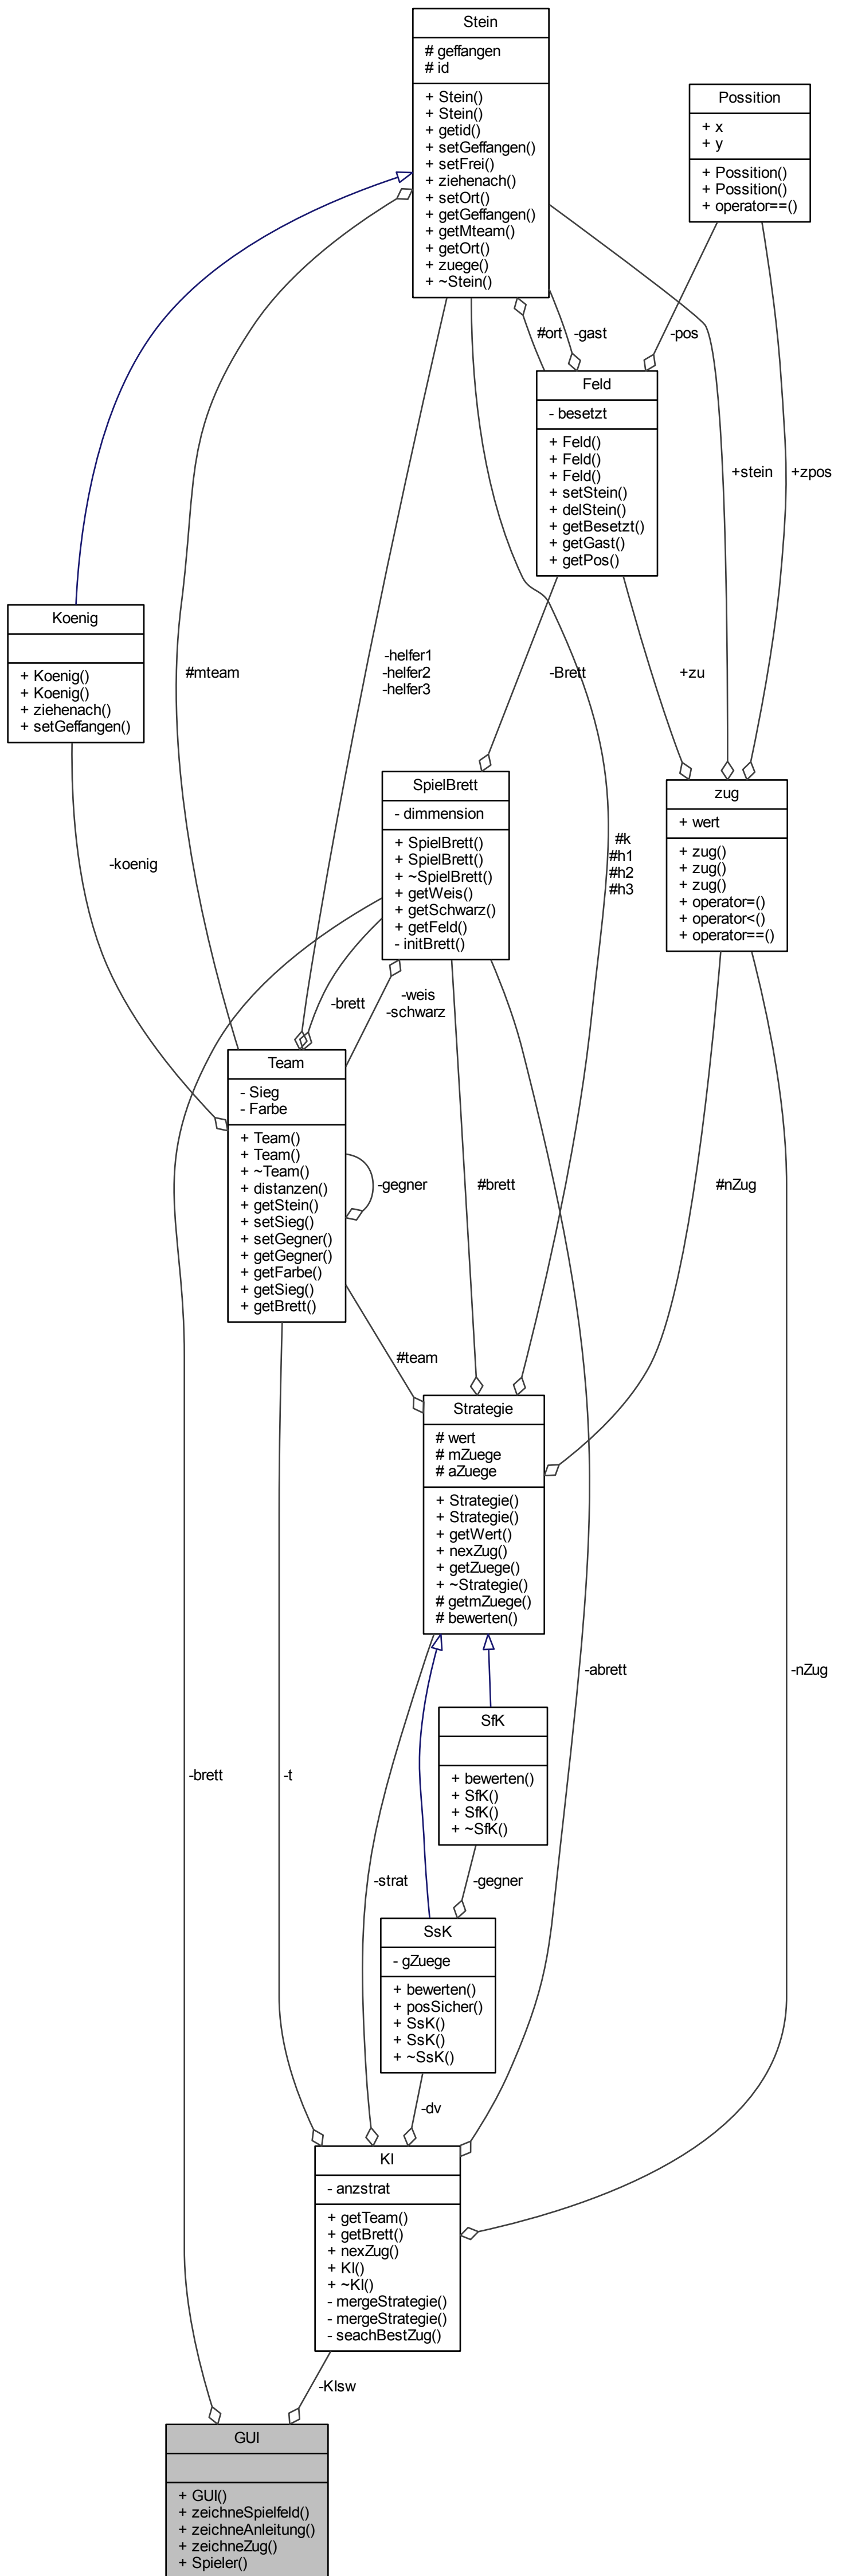 Stein
# geffangen
# id
+ Stein()
+ Stein()
+ getid()
+ setGeffangen()
+ setFrei()
+ ziehenach()
+ setOrt()
+ getGeffangen()
+ getMteam()
+ getOrt()
+ zuege()
+ ~Stein()
Possition
+ x
+ y
+ Possition()
+ Possition()
+ operator==()
#ort
-gast
-pos
Feld
- besetzt
+ Feld()
+ Feld()
+ Feld()
+ setStein()
+ delStein()
+ getBesetzt()
+ getGast()
+ getPos()
+stein
+zpos
Koenig
+ Koenig()
+ Koenig()
+ ziehenach()
+ setGeffangen()
#mteam
-helfer1
-helfer2
-helfer3
-Brett
+zu
SpielBrett
- dimmension
+ SpielBrett()
+ SpielBrett()
+ ~SpielBrett()
+ getWeis()
+ getSchwarz()
+ getFeld()
- initBrett()
zug
+ wert
+ zug()
+ zug()
+ zug()
+ operator=()
+ operator<()
+ operator==()
-koenig
#k
#h1
#h2
#h3
-brett
-weis
-schwarz
Team
- Sieg
- Farbe
+ Team()
+ Team()
+ ~Team()
+ distanzen()
+ getStein()
+ setSieg()
+ setGegner()
+ getGegner()
+ getFarbe()
+ getSieg()
+ getBrett()
-gegner
#brett
#nZug
#team
Strategie
# wert
# mZuege
# aZuege
+ Strategie()
+ Strategie()
+ getWert()
+ nexZug()
+ getZuege()
+ ~Strategie()
# getmZuege()
# bewerten()
-abrett
-nZug
SfK
+ bewerten()
+ SfK()
+ SfK()
+ ~SfK()
-brett
-t
-strat
-gegner
SsK
- gZuege
+ bewerten()
+ posSicher()
+ SsK()
+ SsK()
+ ~SsK()
-dv
KI
- anzstrat
+ getTeam()
+ getBrett()
+ nexZug()
+ KI()
+ ~KI()
- mergeStrategie()
- mergeStrategie()
- seachBestZug()
-KIsw
GUI
+ GUI()
+ zeichneSpielfeld()
+ zeichneAnleitung()
+ zeichneZug()
+ Spieler()